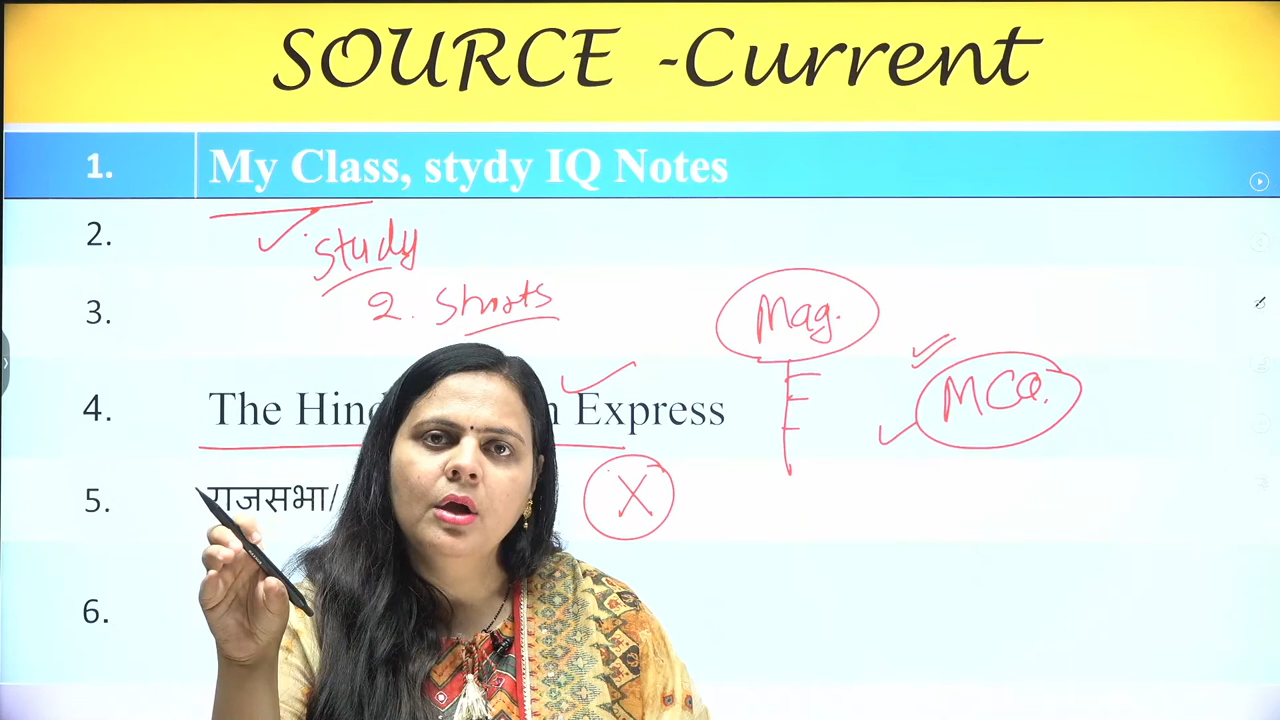 SOURCE -Current
1. My Class, stydy IQ Notes
2.
Study
3.
2. Shorts
Mag.
4. The Hind n Express
MCQ.
5. राजसभा/
X
6.